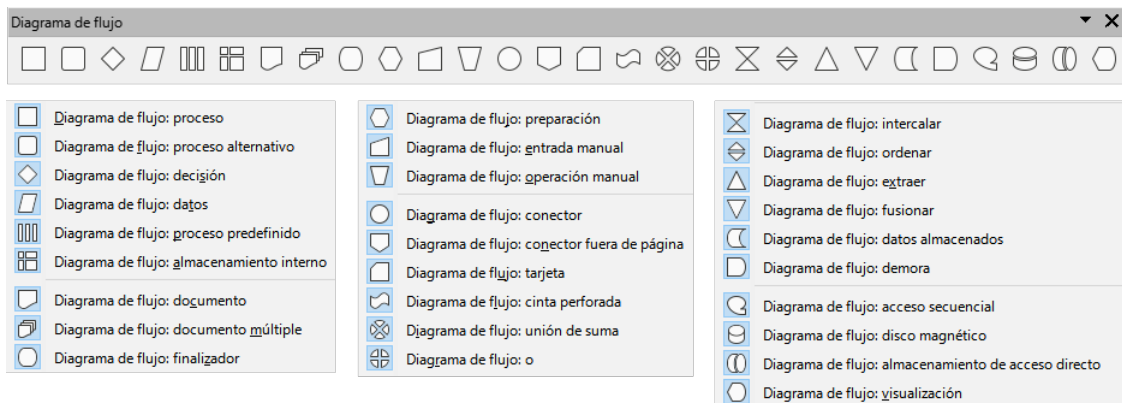 Diagrama de flujo
Diagrama de flujo: proceso
Diagrama de flujo: proceso alternativo
Diagrama de flujo: decisión
Diagrama de flujo: datos
Diagrama de flujo: proceso predefinido
Diagrama de flujo: almacenamiento interno
Diagrama de flujo: documento
Diagrama de flujo: documento múltiple
Diagrama de flujo: finalizador
Diagrama de flujo: preparación
Diagrama de flujo: entrada manual
Diagrama de flujo: operación manual
Diagrama de flujo: conector
Diagrama de flujo: conector fuera de página
Diagrama de flujo: tarjeta
Diagrama de flujo: cinta perforada
Diagrama de flujo: unión de suma
Diagrama de flujo: o
Diagrama de flujo: intercalar
Diagrama de flujo: ordenar
Diagrama de flujo: extraer
Diagrama de flujo: fusionar
Diagrama de flujo: datos almacenados
Diagrama de flujo: demora
Diagrama de flujo: acceso secuencial
Diagrama de flujo: disco magnético
Diagrama de flujo: almacenamiento de acceso directo
Diagrama de flujo: visualización